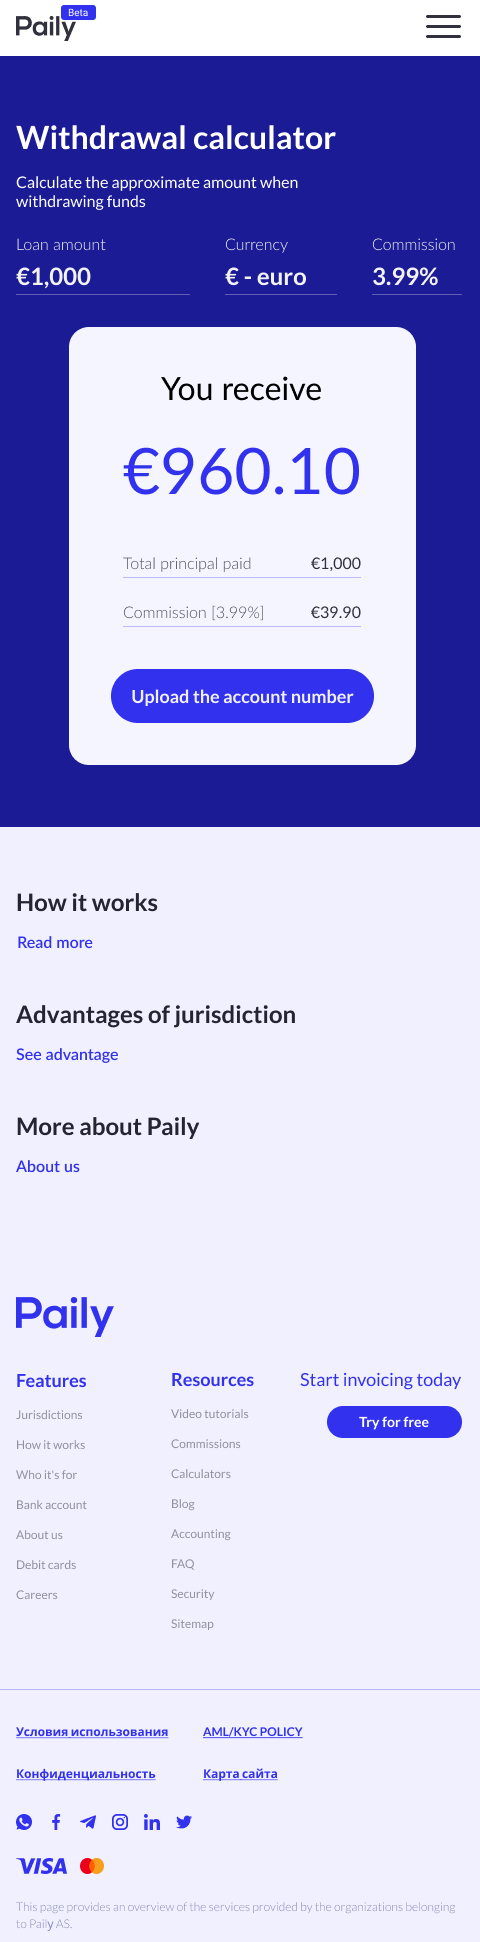 Paily
Beta
Withdrawal calculator
Calculate the approximate amount when
withdrawing funds
Loan amount
Currency
Commission
€1,000
€ - euro
3.99%
You receive
€960.10
Total principal paid
€1,000
Commission [3.99%]
€39.90
Upload the account number
How it works
Read more
Advantages of jurisdiction
See advantage
More about Paily
About us
Paily
Features
Jurisdictions
How it works
Who it's for
Bank account
About us
Debit cards
Careers
Resources
Video tutorials
Commissions
Calculators
Blog
Accounting
FAQ
Security
Sitemap
Start invoicing today
Try for free
Условия использования
AML/KYC POLICY
Конфиденциальность
Карта сайта
VISA
This page provides an overview of the services provided by the organizations belonging
to Paily AS.